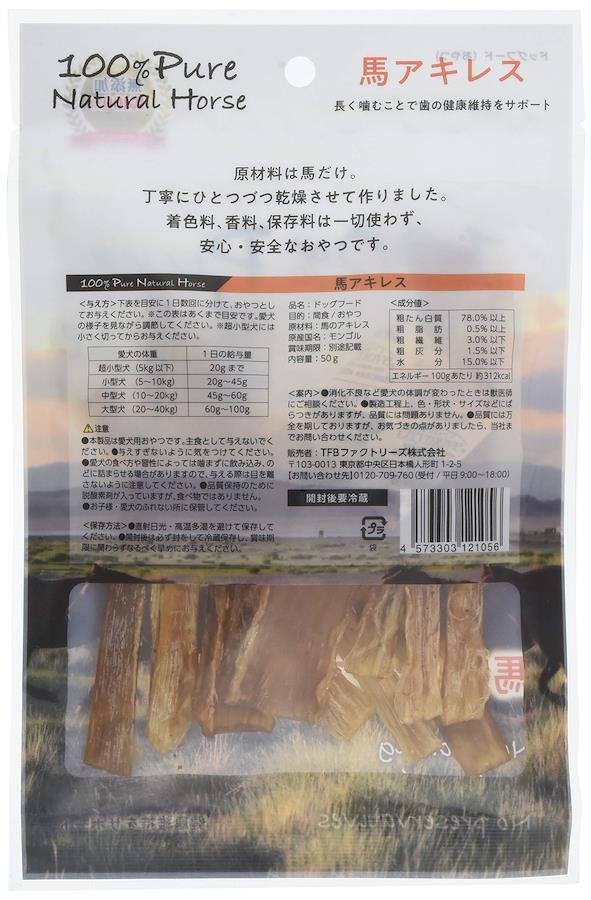 100% Pure
Natural Horse
馬アキレス
長く噛むことで歯の健康維持をサポート
原材料は馬だけ。
丁寧にひとつづつ乾燥させて作りました。
着色料、香料、保存料は一切使わず、
安心・安全なおやつです。
100% Pure Natural Horse
馬アキレス
<与え方>下表を目安に1日数回に分けて、おやつとし
てお与えください。※この表はあくまで目安です。愛犬
の様子を見ながら調節してください。※超小型犬には
小さく切ってからお与えください。
愛犬の体重 1日の給与量
超小型犬(5kg以下) 20gまで
小型犬(5〜10kg) 20g〜45g
中型犬(10〜20kg) 45g〜60g
大型犬(20〜40kg) 60g〜100g
⚠注意
●本製品は愛犬用おやつです。主食として与えないでく
ださい。●与えすぎないように気をつけてください。
●愛犬の食べ方や習性によっては噛まずに飲み込み、の
どに詰まらせる場合がありますので、与える際は目を離
さないように注意してください。●品質保持のために
脱酸素剤が入っていますが、食べ物ではありません。
●お子様・愛犬のふれない所に保管してください。
<保存方法>●直射日光・高温多湿を避けて保存して
ください。●開封後は必ず封をして冷蔵保存し、賞味期
限に関わらずなるべく早めにお与えください。
品名:ドッグフード
目的:間食/おやつ
原材料:馬のアキレス
原産国名:モンゴル
賞味期限:別途記載
内容量:50g
<成分値>
粗たん白質 78.0%以上
粗脂肪 0.5%以上
粗繊維 3.0%以下
粗灰分 1.5%以下
水分 15.0%以下
エネルギー100gあたり 約312kcal
<案内>●消化不良など愛犬の体調が変わったときは獣医師
にご相談ください。●製造工程上、色・形状・サイズなどにば
らつきがありますが、品質には問題ありません。●品質には万
全を期しておりますが、お気づきの点がありましたら、当社ま
でお問い合わせください。
販売者:TFBファクトリーズ株式会社
〒103-0013 東京都中央区日本橋人形町1-2-5
【お問い合わせ先】0120-709-760(受付/平日9:00〜18:00)
開封後要冷蔵
プラ
袋
4 573303 121056